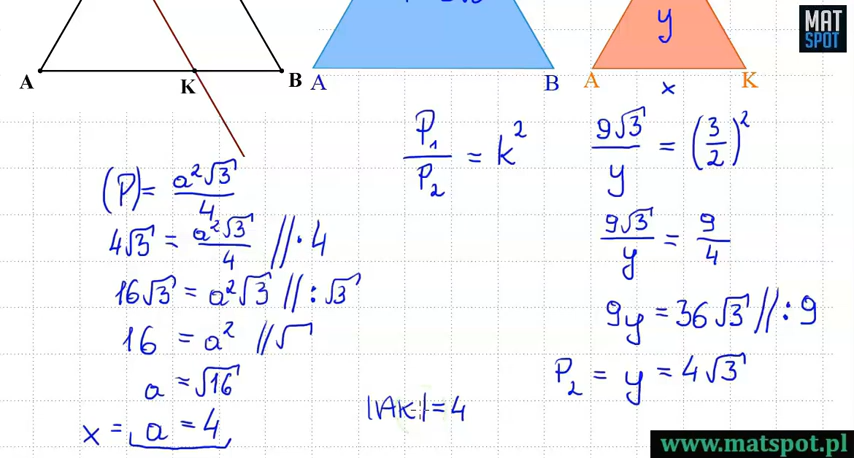 MAT
SPOT
y
A K B A B A x K
P₁/P₂ = k²
9√3/y = (3/2)²
(P) = a²√3/4
4√3 = a²√3/4 //·4
9√3/y = 9/4
16√3 = a²√3 //:√3
9y = 36√3 //:9
16 = a² //√
P₂ = y = 4√3
a = √16
|AK| = 4
x = a = 4
www.matspot.pl